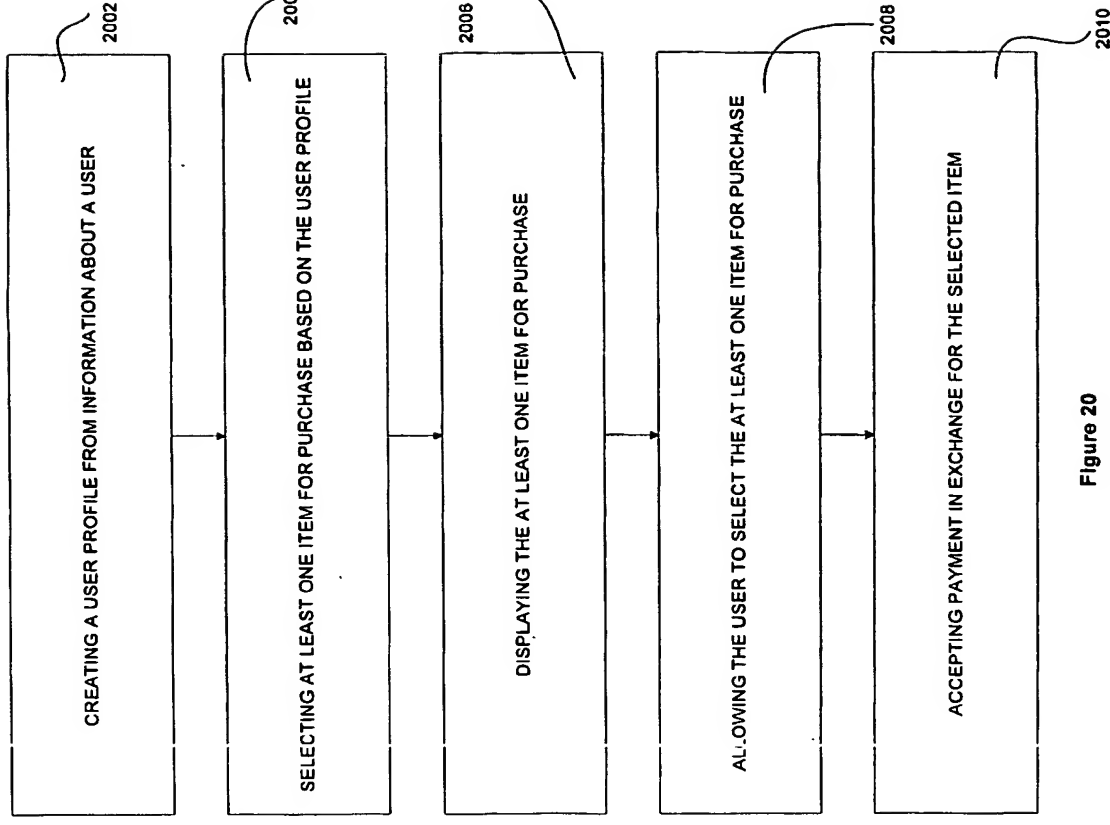 CREATING A USER PROFILE FROM INFORMATION ABOUT A USER
2002
SELECTING AT LEAST ONE ITEM FOR PURCHASE BASED ON THE USER PROFILE
DISPLAYING THE AT LEAST ONE ITEM FOR PURCHASE
2006
ALLOWING THE USER TO SELECT THE AT LEAST ONE ITEM FOR PURCHASE
2008
ACCEPTING PAYMENT IN EXCHANGE FOR THE SELECTED ITEM
2010
Figure 20